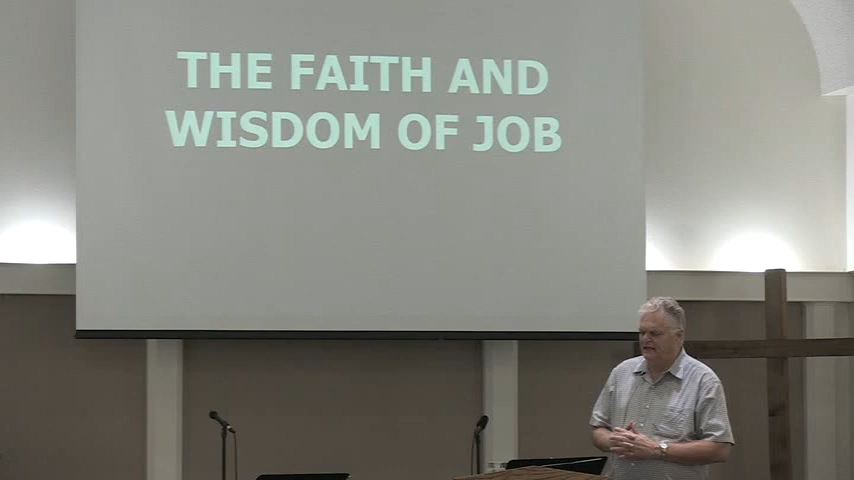 THE FAITH AND
WISDOM OF JOB